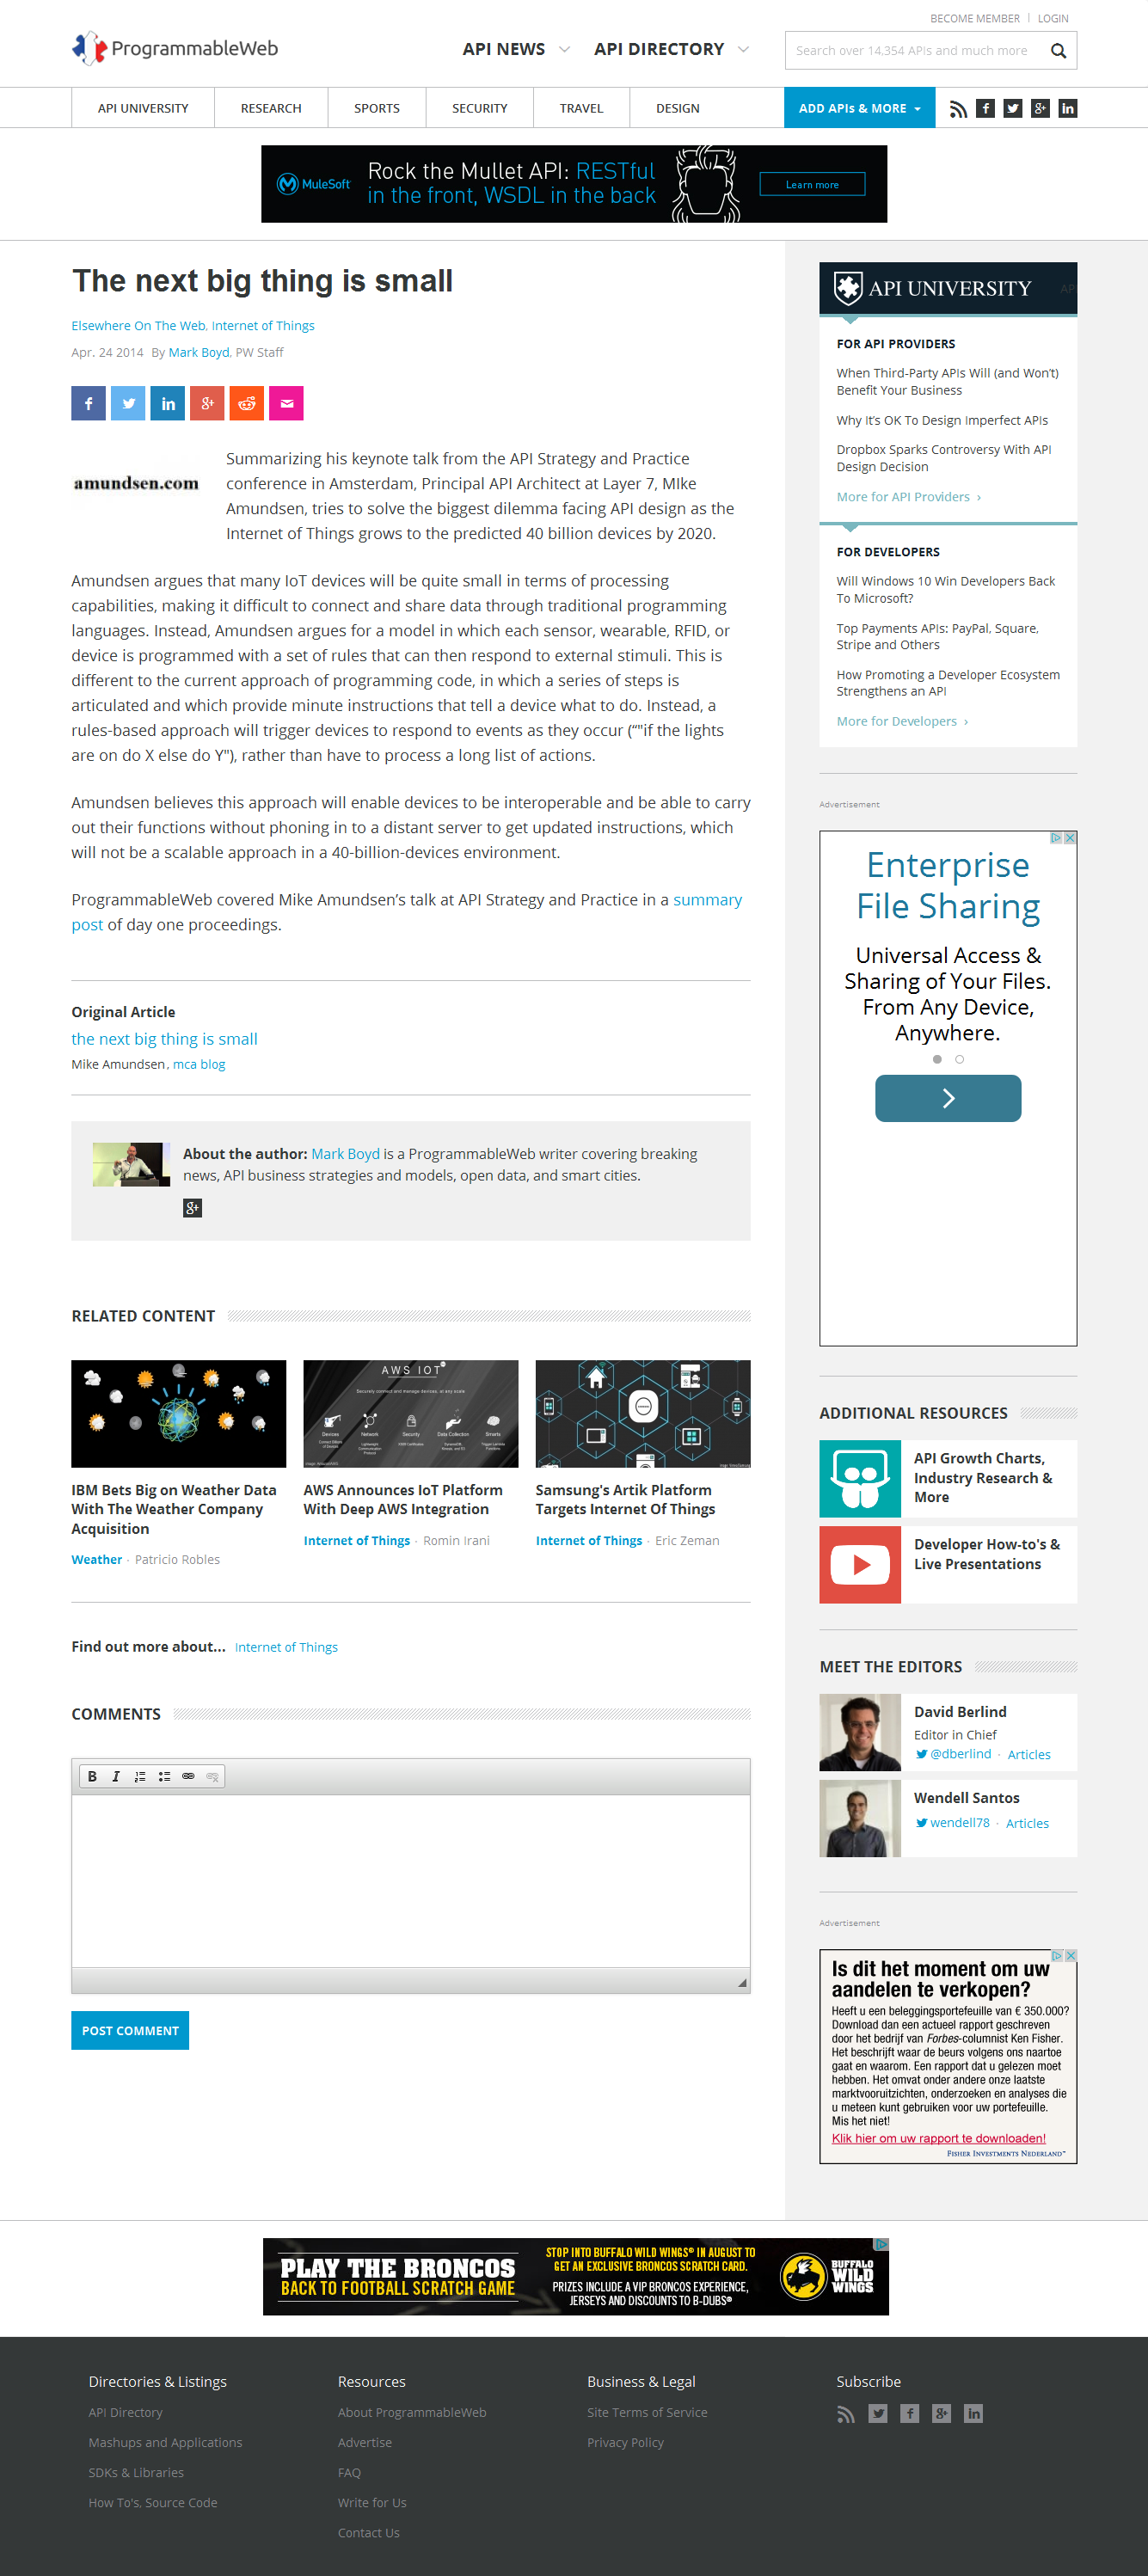 BECOME MEMBER | LOGIN
ProgrammableWeb
API NEWS
API DIRECTORY
Search over 14,354 APIs and much more
API UNIVERSITY
RESEARCH
SPORTS
SECURITY
TRAVEL
DESIGN
ADD APIs & MORE
MuleSoft
Rock the Mullet API: RESTful
in the front, WSDL in the back
Learn more
The next big thing is small
Elsewhere On The Web, Internet of Things
Apr. 24 2014 By Mark Boyd, PW Staff
amundsen.com
Summarizing his keynote talk from the API Strategy and Practice
conference in Amsterdam, Principal API Architect at Layer 7, MIke
Amundsen, tries to solve the biggest dilemma facing API design as the
Internet of Things grows to the predicted 40 billion devices by 2020.
Amundsen argues that many IoT devices will be quite small in terms of processing
capabilities, making it difficult to connect and share data through traditional programming
languages. Instead, Amundsen argues for a model in which each sensor, wearable, RFID, or
device is programmed with a set of rules that can then respond to external stimuli. This is
different to the current approach of programming code, in which a series of steps is
articulated and which provide minute instructions that tell a device what to do. Instead, a
rules-based approach will trigger devices to respond to events as they occur (“"if the lights
are on do X else do Y"), rather than have to process a long list of actions.
Amundsen believes this approach will enable devices to be interoperable and be able to carry
out their functions without phoning in to a distant server to get updated instructions, which
will not be a scalable approach in a 40-billion-devices environment.
ProgrammableWeb covered Mike Amundsen’s talk at API Strategy and Practice in a summary
post of day one proceedings.
Original Article
the next big thing is small
Mike Amundsen, mca blog
About the author: Mark Boyd is a ProgrammableWeb writer covering breaking
news, API business strategies and models, open data, and smart cities.
RELATED CONTENT
AWS IOT
Securely connect and manage devices, at any scale
Devices
Network
Security
Data Collection
Smarts
IBM Bets Big on Weather Data
With The Weather Company
Acquisition
Weather · Patricio Robles
AWS Announces IoT Platform
With Deep AWS Integration
Internet of Things · Romin Irani
Samsung's Artik Platform
Targets Internet Of Things
Internet of Things · Eric Zeman
Find out more about... Internet of Things
COMMENTS
POST COMMENT
API UNIVERSITY
FOR API PROVIDERS
When Third-Party APIs Will (and Won’t)
Benefit Your Business
Why It’s OK To Design Imperfect APIs
Dropbox Sparks Controversy With API
Design Decision
More for API Providers ›
FOR DEVELOPERS
Will Windows 10 Win Developers Back
To Microsoft?
Top Payments APIs: PayPal, Square,
Stripe and Others
How Promoting a Developer Ecosystem
Strengthens an API
More for Developers ›
Advertisement
Enterprise
File Sharing
Universal Access &
Sharing of Your Files.
From Any Device,
Anywhere.
ADDITIONAL RESOURCES
API Growth Charts,
Industry Research &
More
Developer How-to's &
Live Presentations
MEET THE EDITORS
David Berlind
Editor in Chief
@dberlind · Articles
Wendell Santos
wendell78 · Articles
Advertisement
Is dit het moment om uw
aandelen te verkopen?
Heeft u een beleggingsportefeuille van € 350.000?
Download dan een actueel rapport geschreven
door het bedrijf van Forbes-columnist Ken Fisher.
Het beschrijft waar de beurs volgens ons naartoe
gaat en waarom. Een rapport dat u gelezen moet
hebben. Het omvat onder andere onze laatste
marktvooruitzichten, onderzoeken en analyses die
u meteen kunt gebruiken voor uw portefeuille.
Mis het niet!
Klik hier om uw rapport te downloaden!
FISHER INVESTMENTS NEDERLAND™
PLAY THE BRONCOS
BACK TO FOOTBALL SCRATCH GAME
STOP INTO BUFFALO WILD WINGS® IN AUGUST TO
GET AN EXCLUSIVE BRONCOS SCRATCH CARD.
PRIZES INCLUDE A VIP BRONCOS EXPERIENCE,
JERSEYS AND DISCOUNTS TO B-DUBS®
BUFFALO
WILD
WINGS
Directories & Listings
API Directory
Mashups and Applications
SDKs & Libraries
How To's, Source Code
Resources
About ProgrammableWeb
Advertise
FAQ
Write for Us
Contact Us
Business & Legal
Site Terms of Service
Privacy Policy
Subscribe